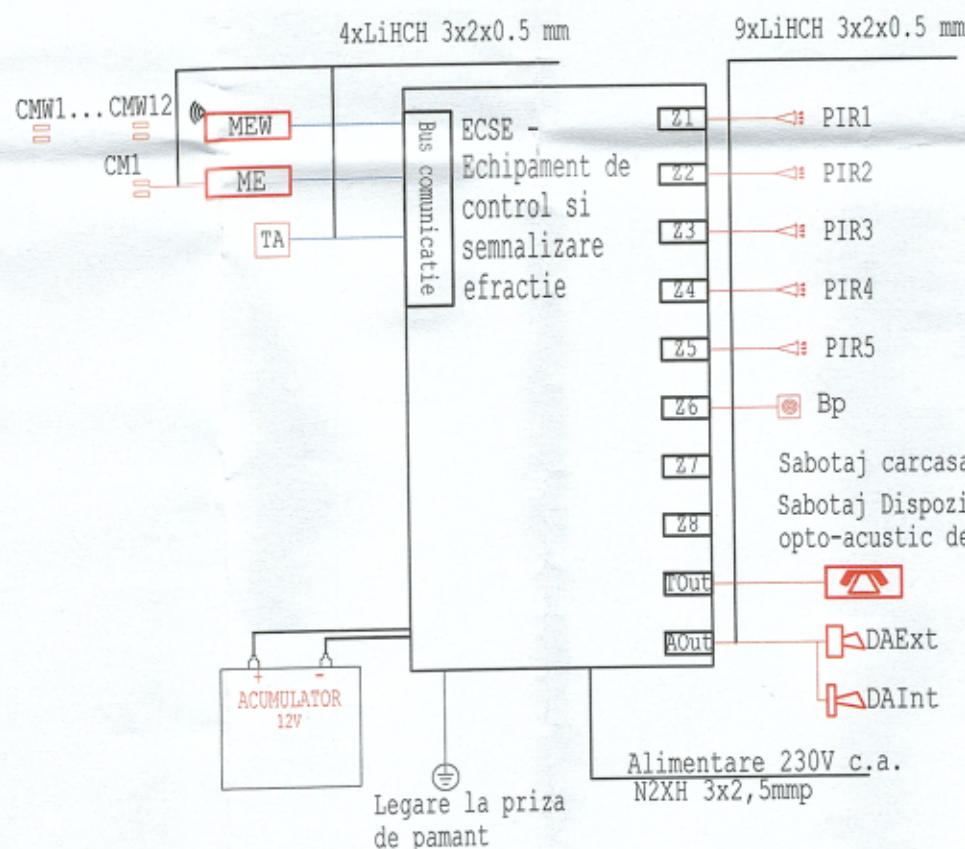 4xLiHCH 3x2x0.5 mm
9xLiHCH 3x2x0.5 mm
CMW1... CMW12
MEW
CM1
ME
TA
Bus comunicatie
ECSE -
Echipament de
control si
semnalizare
efractie
Z1
PIR1
Z2
PIR2
Z3
PIR3
Z4
PIR4
Z5
PIR5
Z6
Bp
Z7
Sabotaj carcasa
Z8
Sabotaj Dispozi
opto-acustic de
TOut
AOut
DAExt
DAInt
+ -
ACUMULATOR
12V
Legare la priza
de pamant
Alimentare 230V c.a.
N2XH 3x2,5mmp